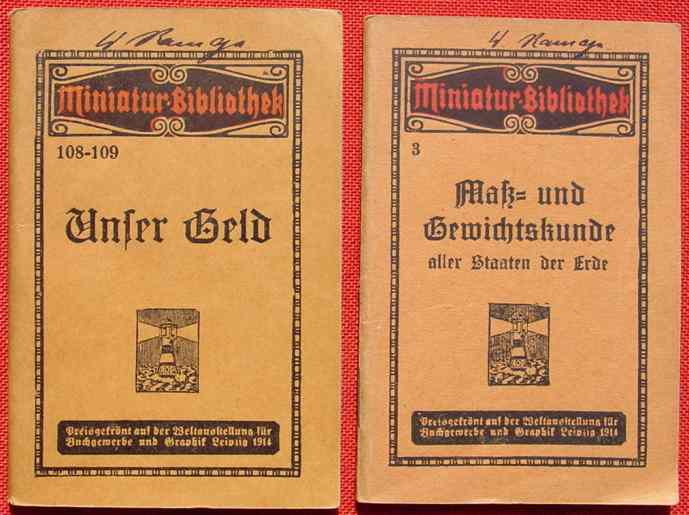 Miniatur-Bibliothek
108-109
Unser Geld
Preisgekrönt auf der Weltausstellung für
Buchgewerbe und Graphik Leipzig 1914
Miniatur-Bibliothek
3
Maß- und
Gewichtskunde
aller Staaten der Erde
Preisgekrönt auf der Weltausstellung für
Buchgewerbe und Graphik Leipzig 1914